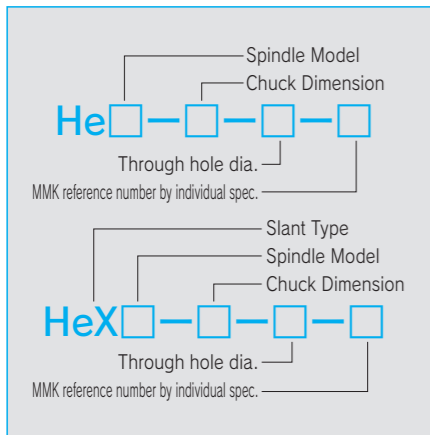 Spindle Model
Chuck Dimension
He□－□－□－□
Through hole dia.
MMK reference number by individual spec.
Slant Type
Spindle Model
Chuck Dimension
HeX□－□－□－□
Through hole dia.
MMK reference number by individual spec.